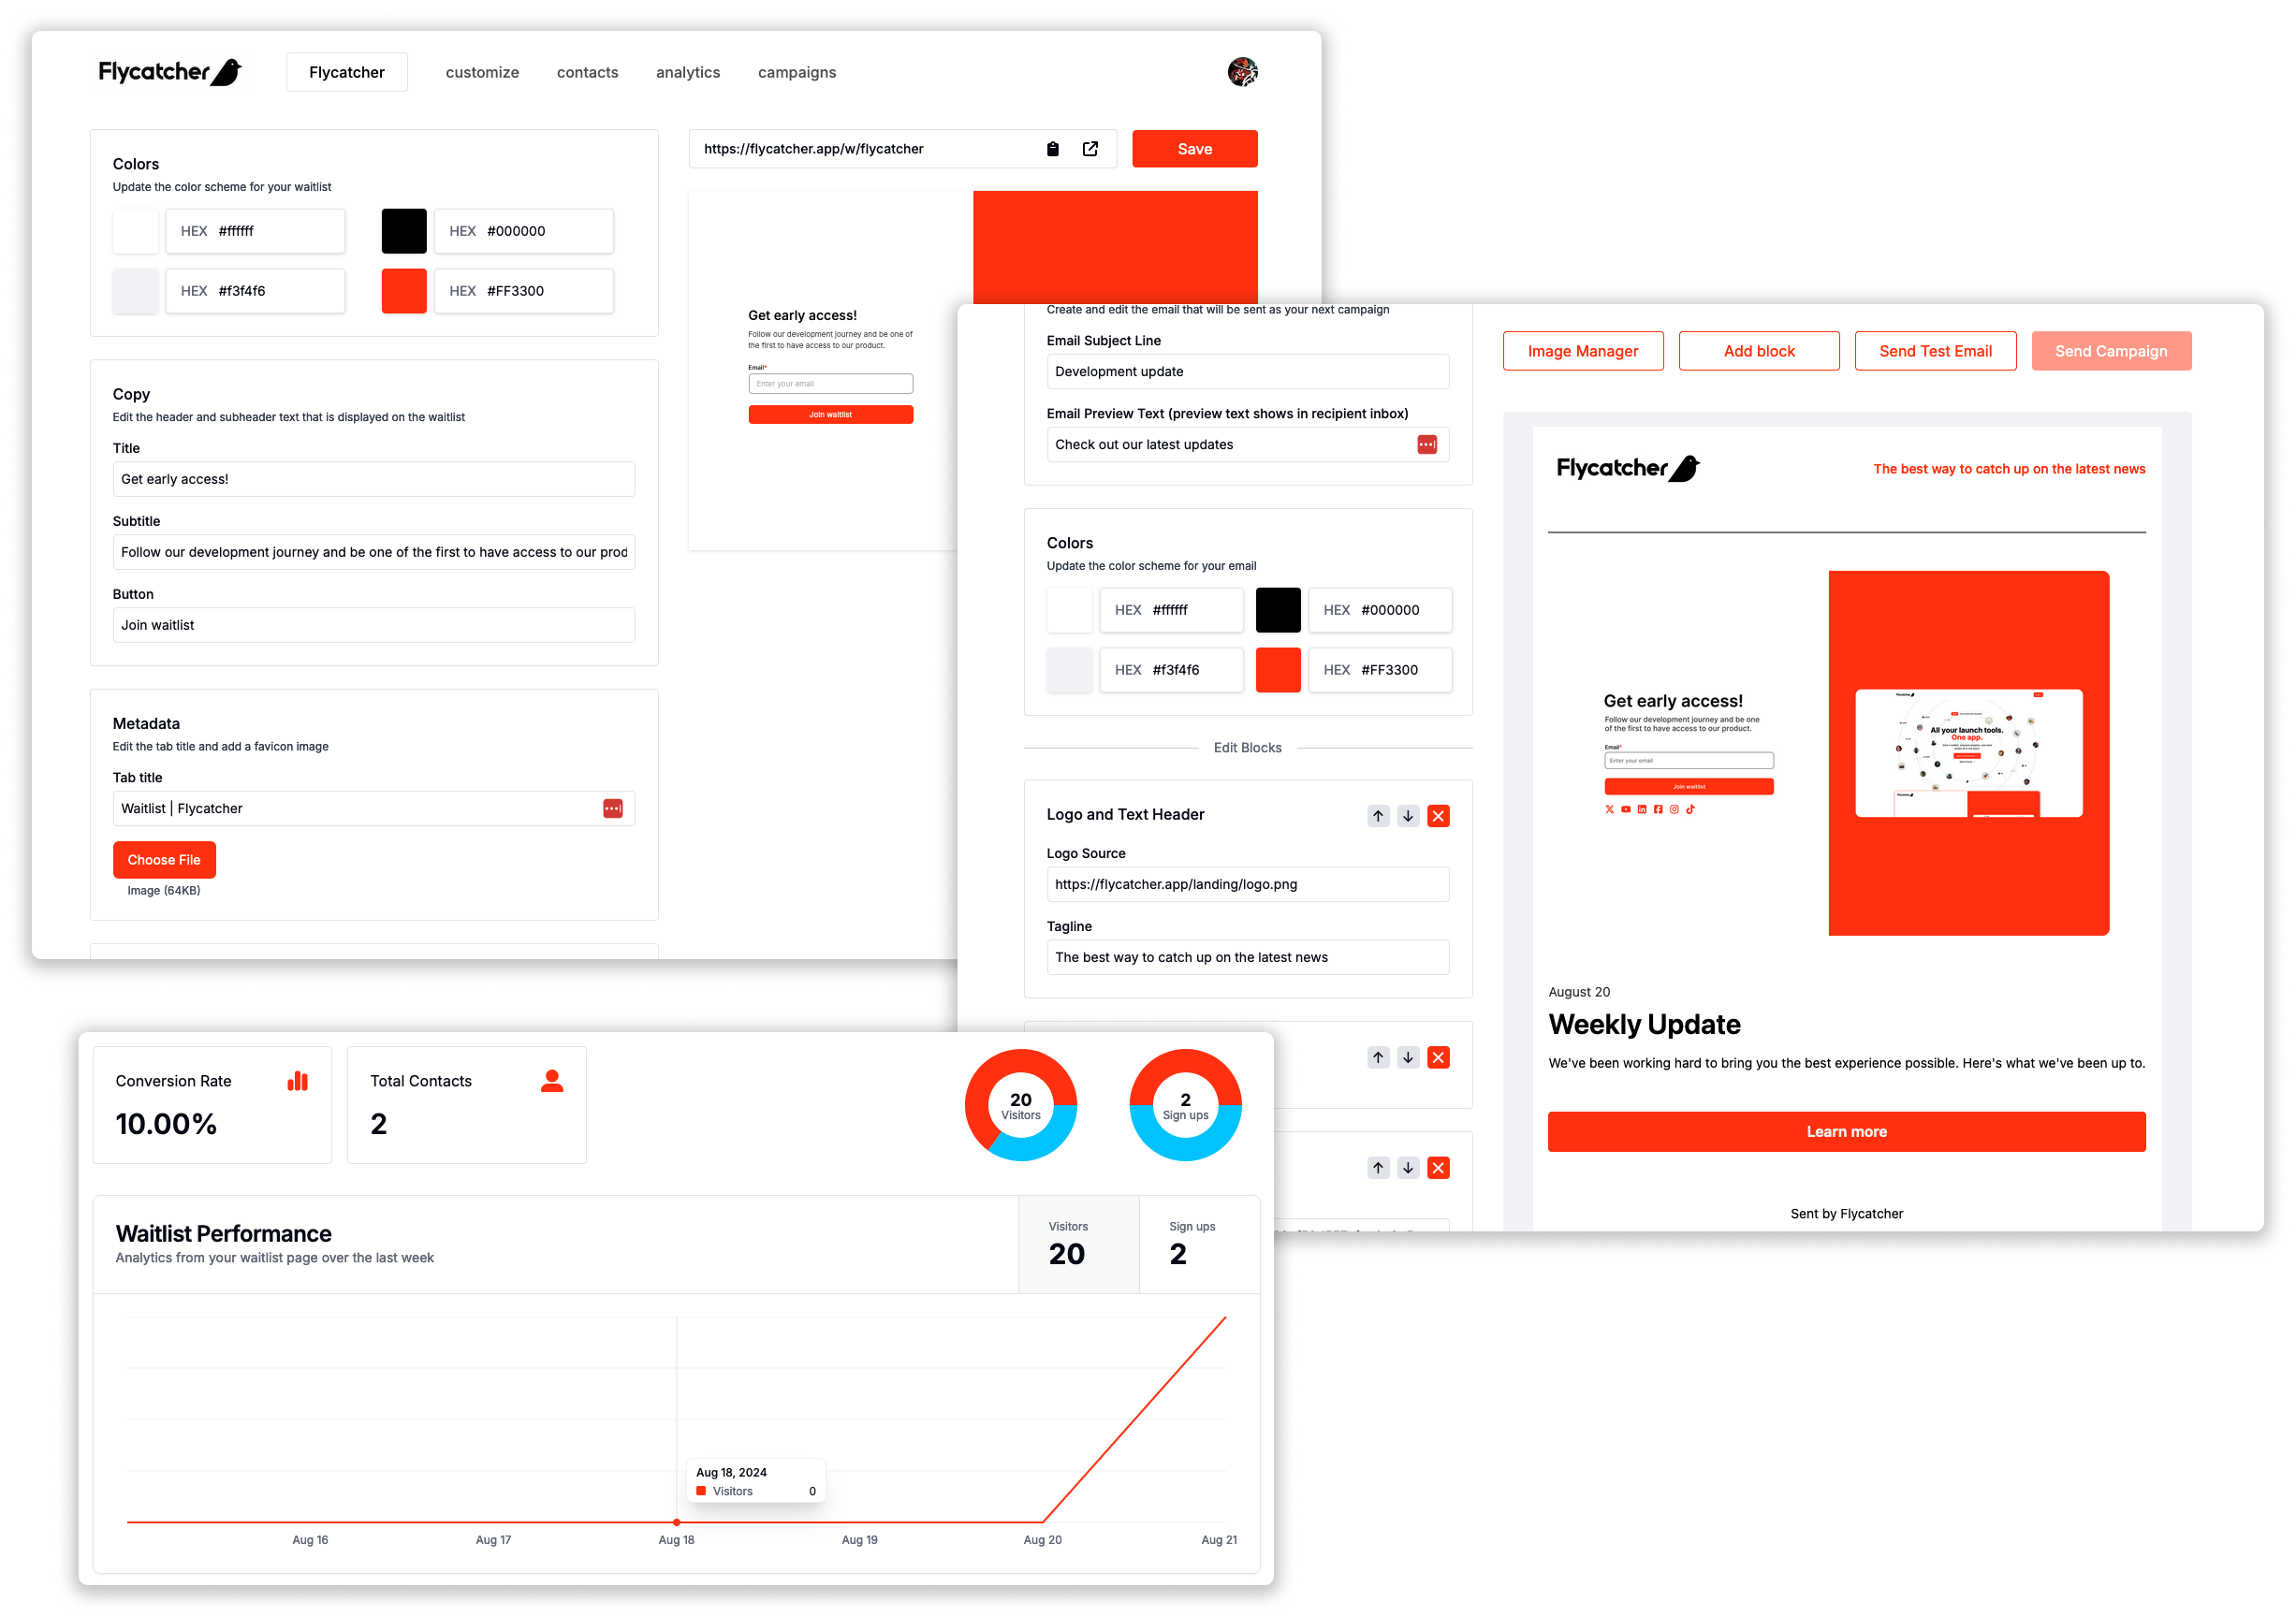 Flycatcher
Flycatcher
customize
contacts
analytics
campaigns
Colors
Update the color scheme for your waitlist
HEX #ffffff
HEX #000000
HEX #f3f4f6
HEX #FF3300
Copy
Edit the header and subheader text that is displayed on the waitlist
Title
Get early access!
Subtitle
Follow our development journey and be one of the first to have access to our prod
Button
Join waitlist
Metadata
Edit the tab title and add a favicon image
Tab title
Waitlist | Flycatcher
Choose File
Image (64KB)
https://flycatcher.app/w/flycatcher
Save
Get early access!
Follow our development journey and be one of
the first to have access to our product.
Email*
Enter your email
Join waitlist
Create and edit the email that will be sent as your next campaign
Email Subject Line
Development update
Email Preview Text (preview text shows in recipient inbox)
Check out our latest updates
Colors
Update the color scheme for your email
HEX #ffffff
HEX #000000
HEX #f3f4f6
HEX #FF3300
Edit Blocks
Logo and Text Header
Logo Source
https://flycatcher.app/landing/logo.png
Tagline
The best way to catch up on the latest news
Image Manager
Add block
Send Test Email
Send Campaign
Flycatcher
The best way to catch up on the latest news
Get early access!
Follow our development journey and be one
of the first to have access to our product.
Email*
Enter your email
Join waitlist
Flycatcher
All your launch tools.
One app.
August 20
Weekly Update
We've been working hard to bring you the best experience possible. Here's what we've been up to.
Learn more
Sent by Flycatcher
Conversion Rate
10.00%
Total Contacts
2
20
Visitors
2
Sign ups
Waitlist Performance
Analytics from your waitlist page over the last week
Visitors
20
Sign ups
2
Aug 18, 2024
Visitors 0
Aug 16
Aug 17
Aug 18
Aug 19
Aug 20
Aug 21